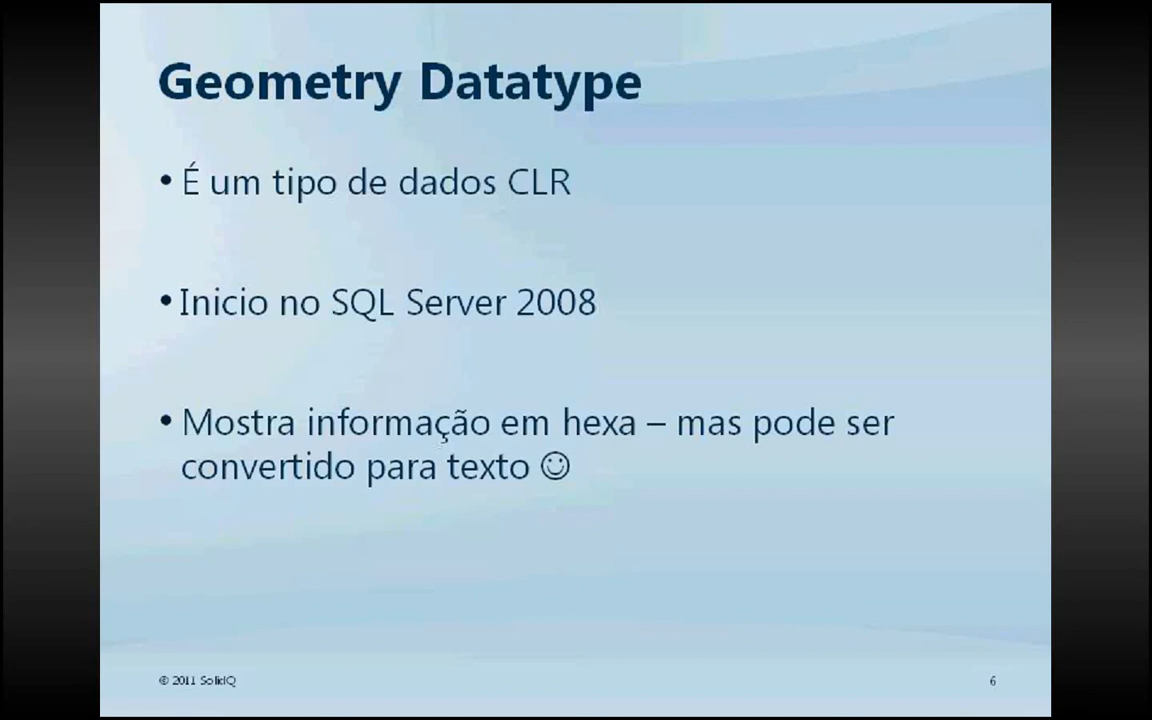 Geometry Datatype
• É um tipo de dados CLR
• Inicio no SQL Server 2008
• Mostra informação em hexa – mas pode ser
convertido para texto ☺
© 2011 SolidQ
6